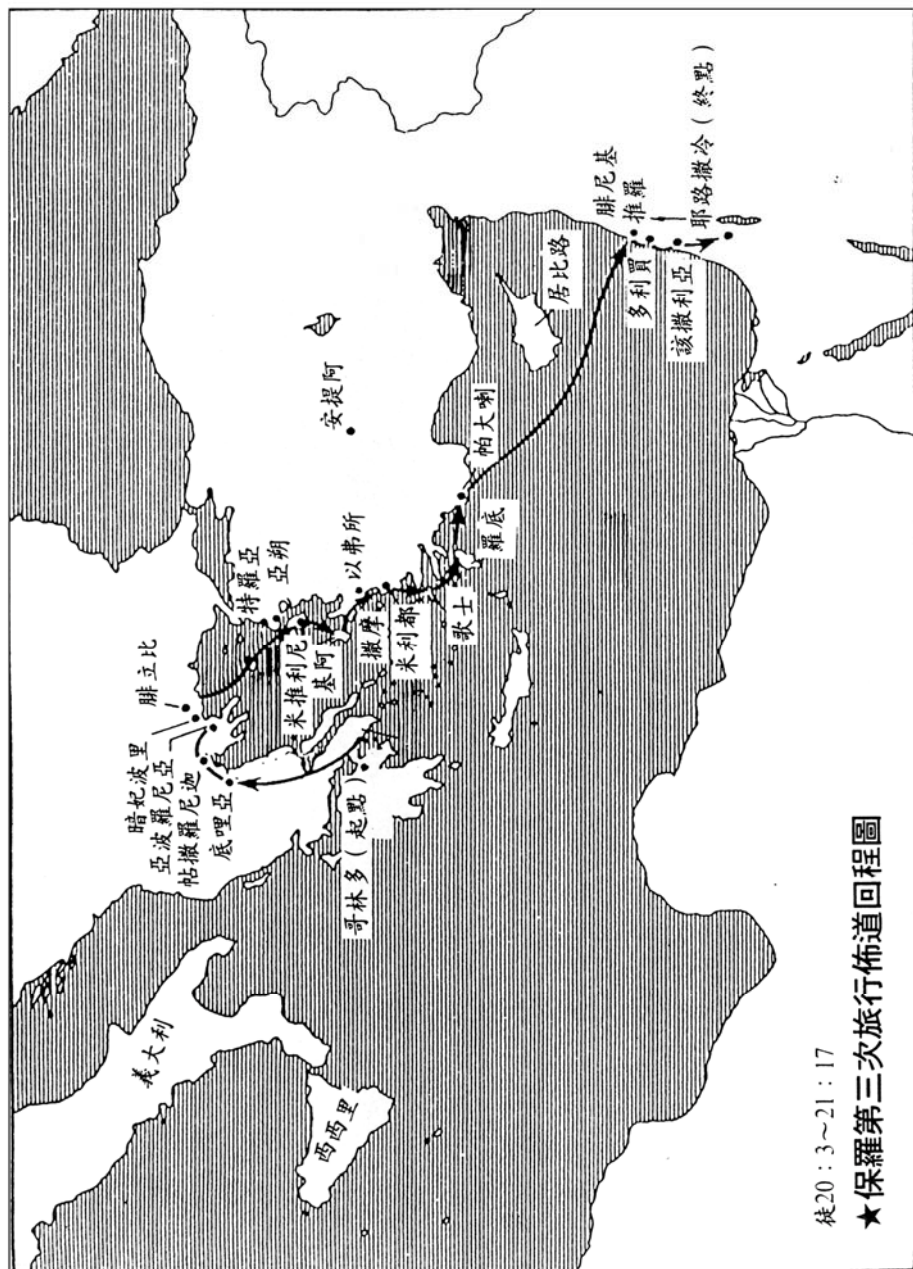 徒20：3～21：17
★保羅第三次旅行佈道回程圖
義大利
西西里
腓立比
暗妃波里
亞波羅尼亞
帖撒羅尼迦
底哩亞
哥林多（起點）
特羅亞
亞朔
米推利尼
基阿
以弗所
撒摩
米利都
歌士
羅底
帕大喇
安提阿
居比路
腓尼基
推羅
多利買
該撒利亞
耶路撒冷（終點）